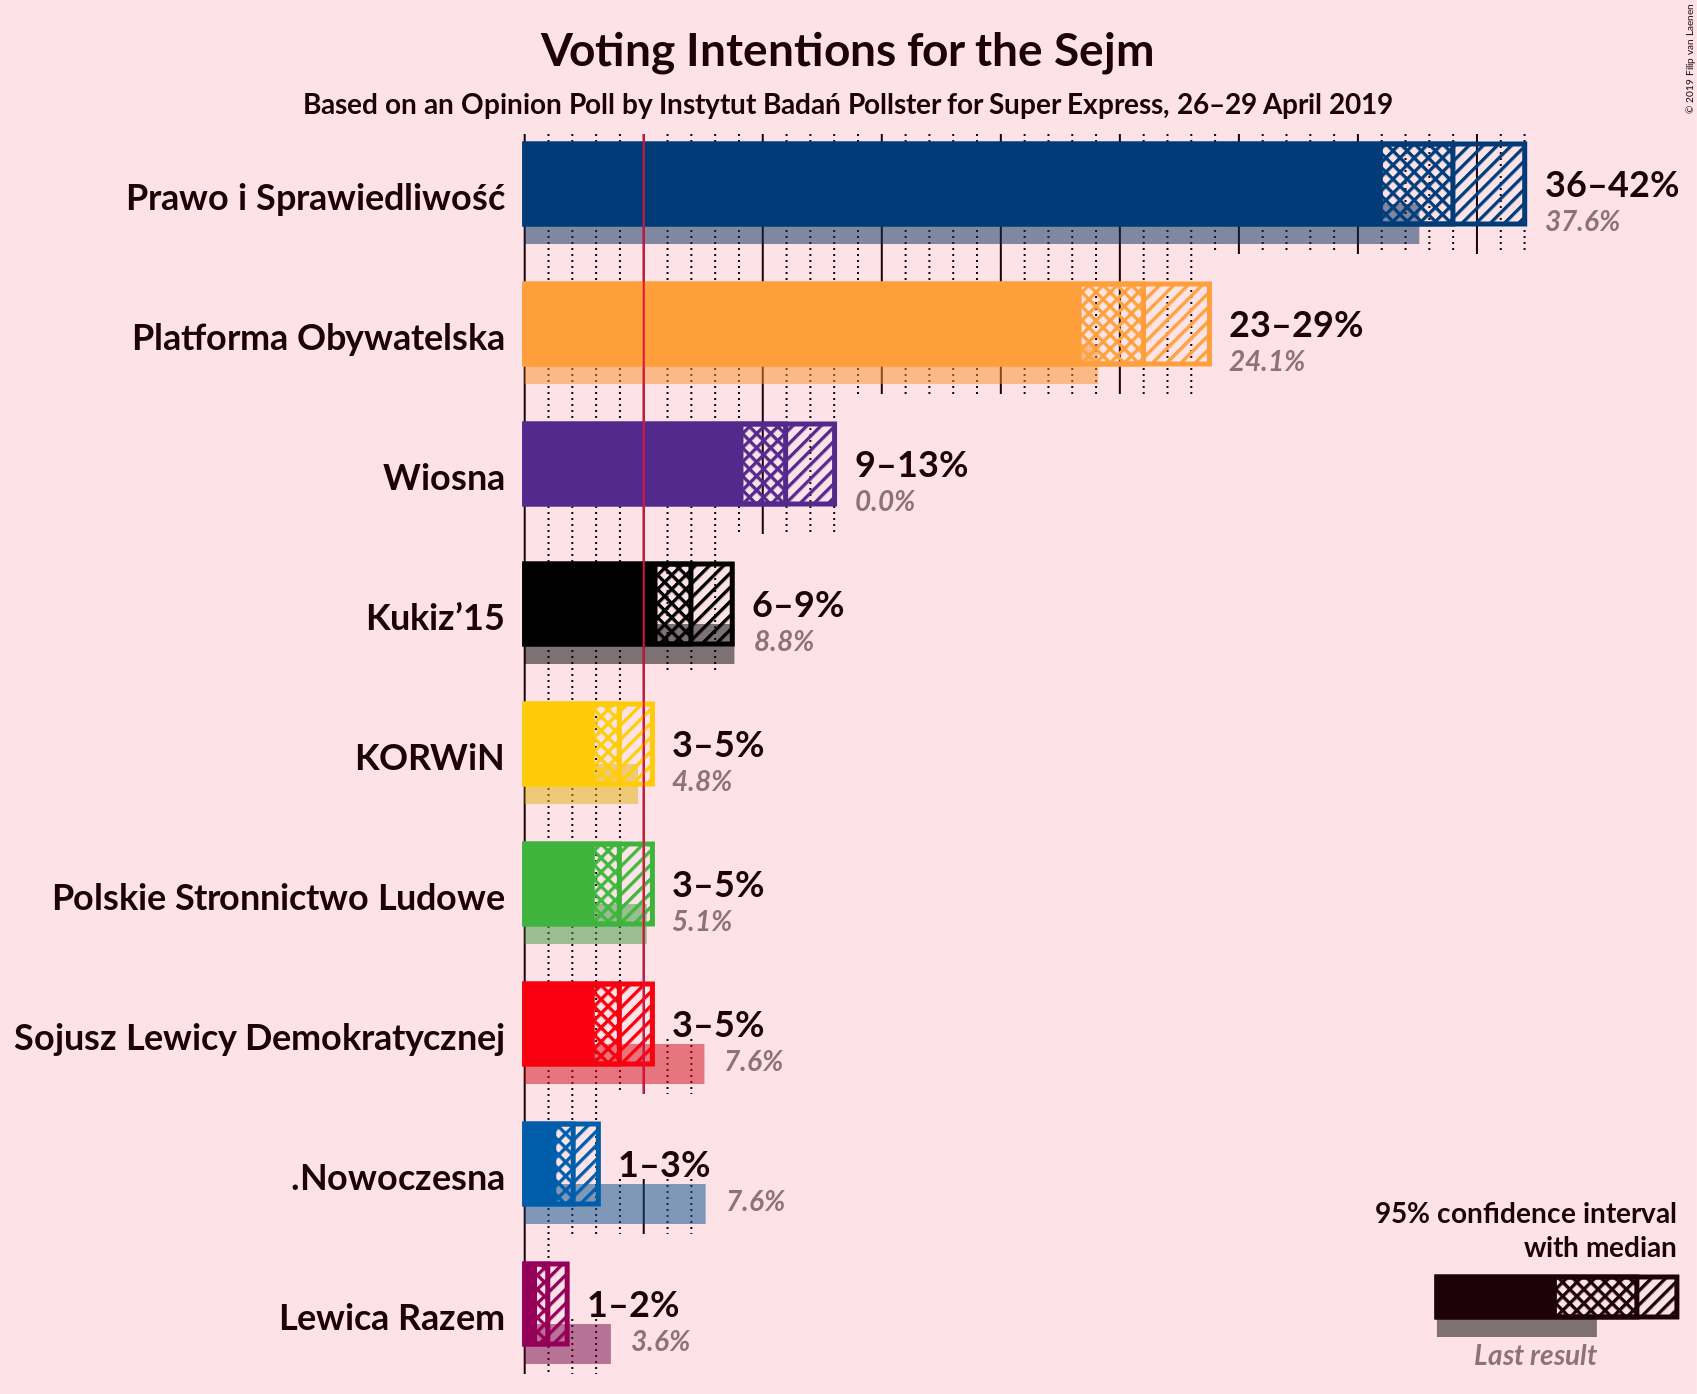 © 2019 Filip van Laenen
Voting Intentions for the Sejm
Based on an Opinion Poll by Instytut Badań Pollster for Super Express, 26–29 April 2019
Prawo i Sprawiedliwość
36–42%
37.6%
Platforma Obywatelska
23–29%
24.1%
Wiosna
9–13%
0.0%
Kukiz’15
6–9%
8.8%
KORWiN
3–5%
4.8%
Polskie Stronnictwo Ludowe
3–5%
5.1%
Sojusz Lewicy Demokratycznej
3–5%
7.6%
.Nowoczesna
1–3%
7.6%
Lewica Razem
1–2%
3.6%
95% confidence interval
with median
Last result